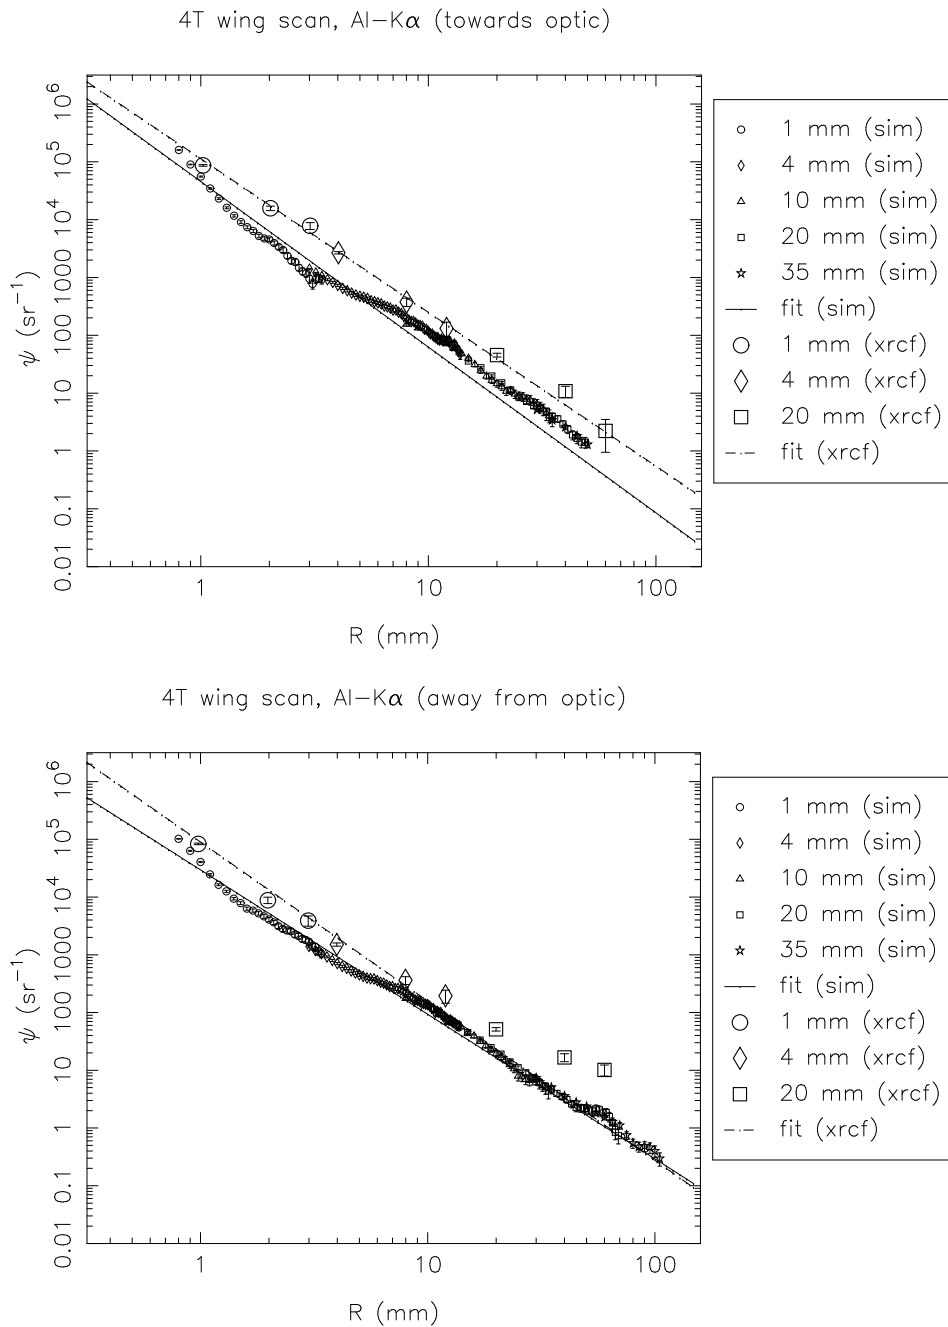 4T wing scan, Al−Kα (towards optic)
ψ (sr⁻¹)
10⁶
10⁵
10⁴
1000
100
10
1
0.1
0.01
1 10 100
R (mm)
1 mm (sim)
4 mm (sim)
10 mm (sim)
20 mm (sim)
35 mm (sim)
fit (sim)
1 mm (xrcf)
4 mm (xrcf)
20 mm (xrcf)
fit (xrcf)
4T wing scan, Al−Kα (away from optic)
ψ (sr⁻¹)
10⁶
10⁵
10⁴
1000
100
10
1
0.1
0.01
1 10 100
R (mm)
1 mm (sim)
4 mm (sim)
10 mm (sim)
20 mm (sim)
35 mm (sim)
fit (sim)
1 mm (xrcf)
4 mm (xrcf)
20 mm (xrcf)
fit (xrcf)